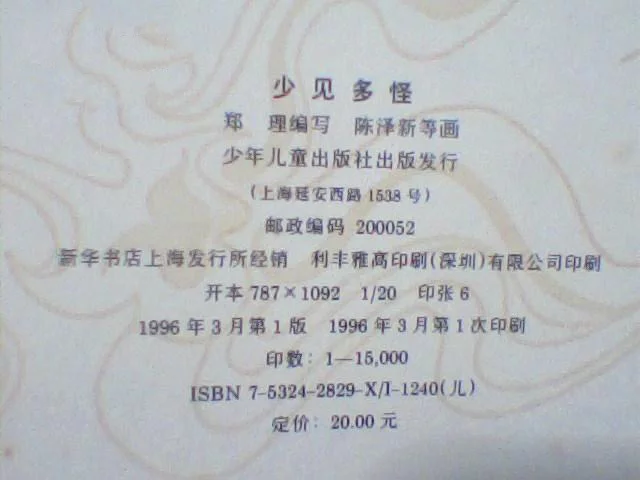 少见多怪
郑 理编写 陈泽新等画
少年儿童出版社出版发行
(上海延安西路 1538 号)
邮政编码 200052
新华书店上海发行所经销 利丰雅高印刷(深圳)有限公司印刷
开本 787×1092 1/20 印张 6
1996 年 3 月第 1 版 1996 年 3 月第 1 次印刷
印数: 1—15,000
ISBN 7-5324-2829-X/I-1240(儿)
定价: 20.00 元